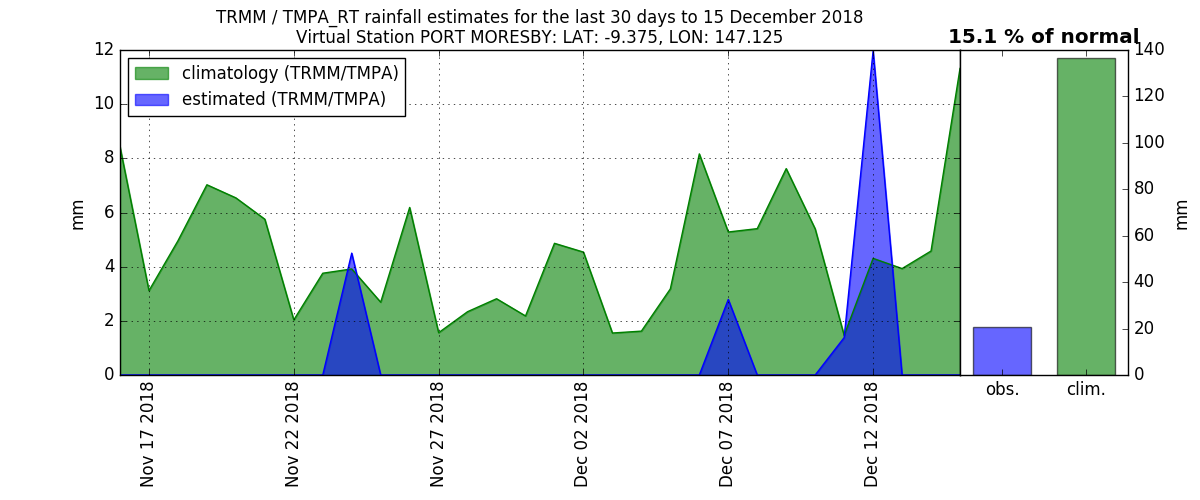 TRMM / TMPA_RT rainfall estimates for the last 30 days to 15 December 2018
Virtual Station PORT MORESBY: LAT: -9.375, LON: 147.125
15.1 % of normal
climatology (TRMM/TMPA)
estimated (TRMM/TMPA)
12
10
8
6
4
2
0
mm
Nov 17 2018
Nov 22 2018
Nov 27 2018
Dec 02 2018
Dec 07 2018
Dec 12 2018
140
120
100
80
60
40
20
0
mm
obs.
clim.